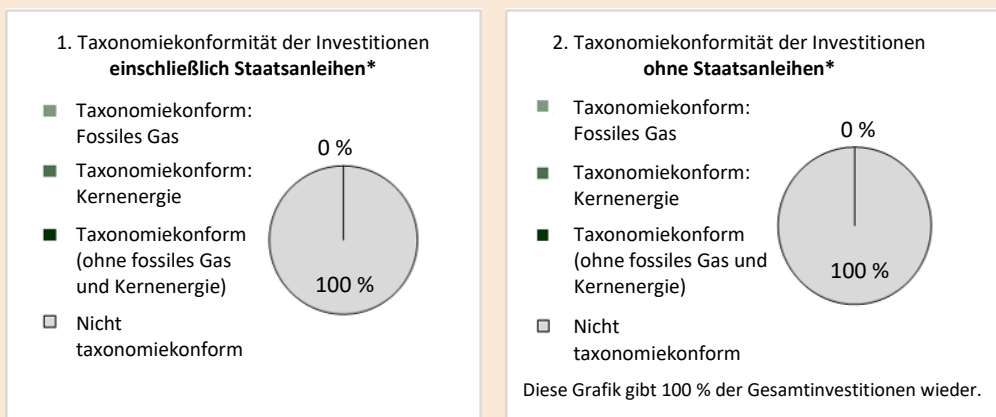 1. Taxonomiekonformität der Investitionen
einschließlich Staatsanleihen*
Taxonomiekonform:
Fossiles Gas
Taxonomiekonform:
Kernenergie
Taxonomiekonform
(ohne fossiles Gas
und Kernenergie)
Nicht
taxonomiekonform
0 %
100 %
2. Taxonomiekonformität der Investitionen
ohne Staatsanleihen*
Taxonomiekonform:
Fossiles Gas
Taxonomiekonform:
Kernenergie
Taxonomiekonform
(ohne fossiles Gas und
Kernenergie)
Nicht
taxonomiekonform
0 %
100 %
Diese Grafik gibt 100 % der Gesamtinvestitionen wieder.